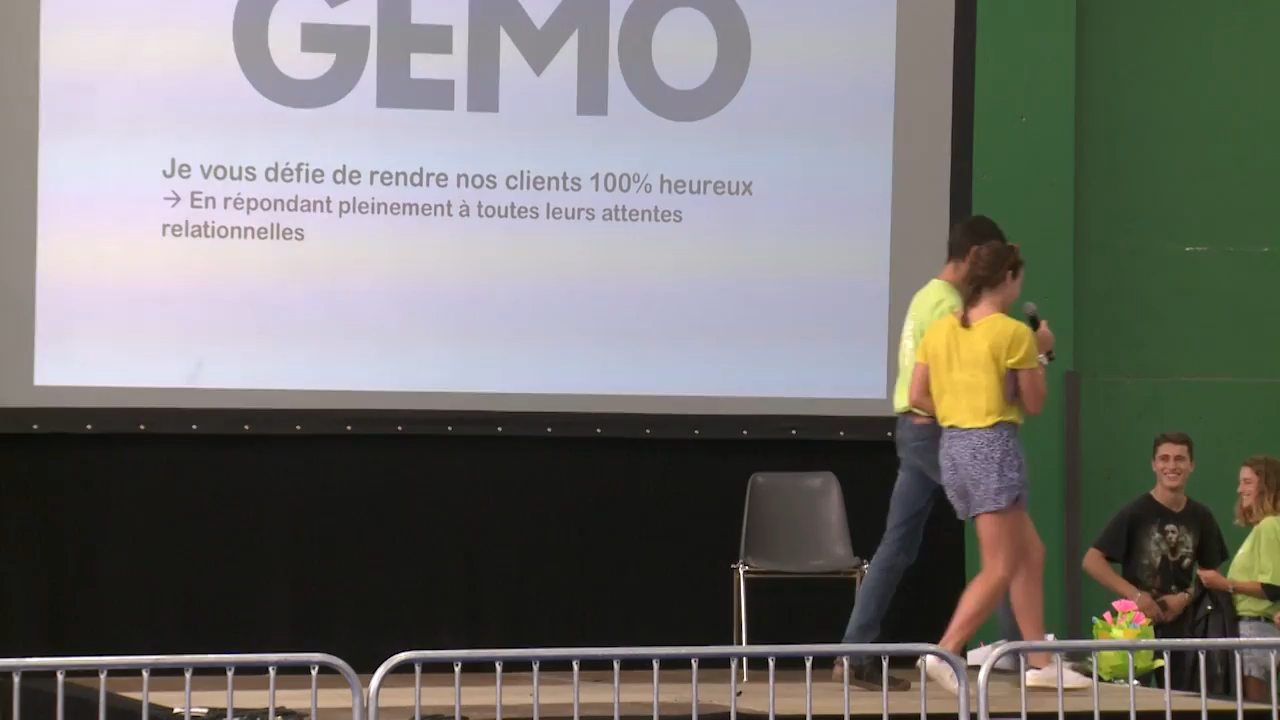 GEMO
Je vous défie de rendre nos clients 100% heureux
→ En répondant pleinement à toutes leurs attentes
relationnelles